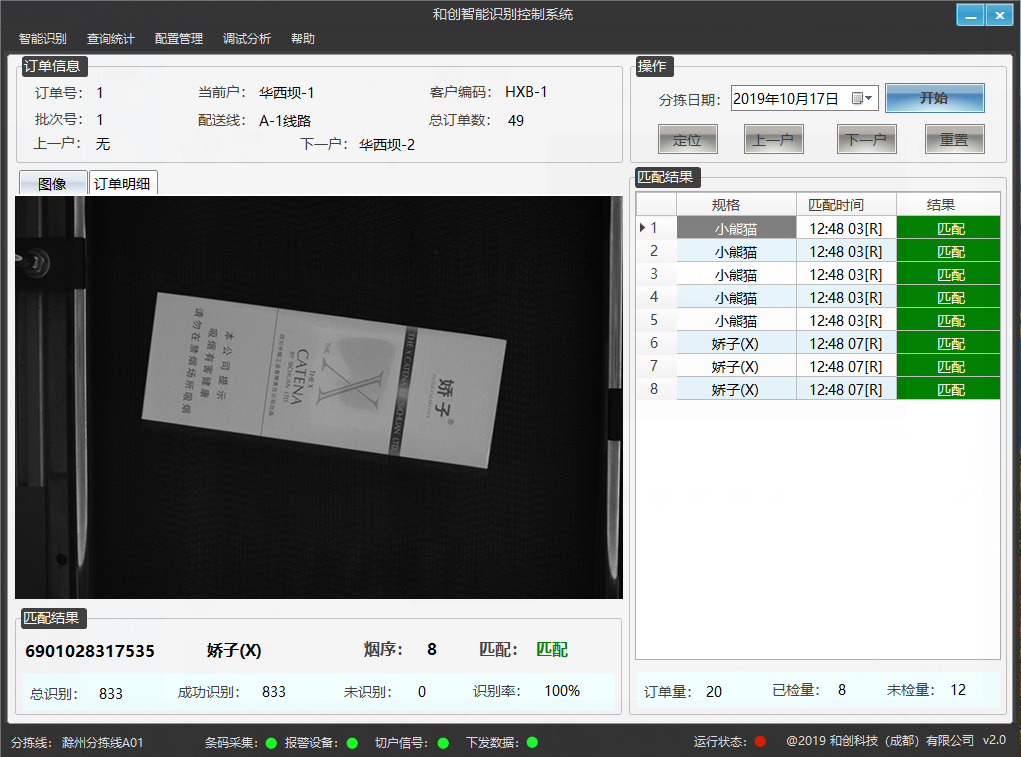 和创智能识别控制系统
智能识别 查询统计 配置管理 调试分析 帮助
订单信息
订单号： 1 当前户： 华西坝-1 客户编码： HXB-1
批次号： 1 配送线： A-1线路 总订单数： 49
上一户： 无 下一户： 华西坝-2
操作
分拣日期： 2019年10月17日 开始
定位 上一户 下一户 重置
图像 订单明细
本公司提示
吸烟有害健康
请勿在禁烟场所吸烟
THE X
CATENA
BY SICHUAN LTD.
THE
X
THE X CATENA
SICHUAN LTD.
娇子®
匹配结果
规格 匹配时间 结果
1 小熊猫 12:48 03[R] 匹配
2 小熊猫 12:48 03[R] 匹配
3 小熊猫 12:48 03[R] 匹配
4 小熊猫 12:48 03[R] 匹配
5 小熊猫 12:48 03[R] 匹配
6 娇子(X) 12:48 07[R] 匹配
7 娇子(X) 12:48 07[R] 匹配
8 娇子(X) 12:48 07[R] 匹配
匹配结果
6901028317535 娇子(X) 烟序： 8 匹配： 匹配
总识别： 833 成功识别： 833 未识别： 0 识别率： 100%
订单量： 20 已检量： 8 未检量： 12
分拣线： 滁州分拣线A01 条码采集： 报警设备： 切户信号： 下发数据： 运行状态： @2019 和创科技（成都）有限公司 v2.0